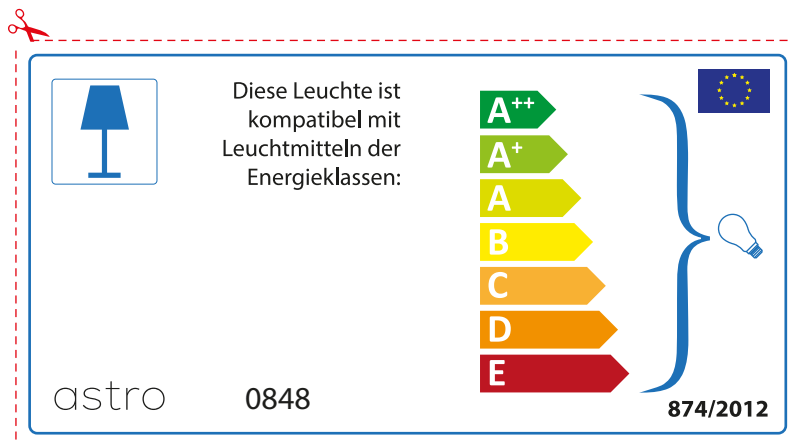 Diese Leuchte ist
kompatibel mit
Leuchtmitteln der
Energieklassen:
A++
A+
A
B
C
D
E
astro
0848
874/2012